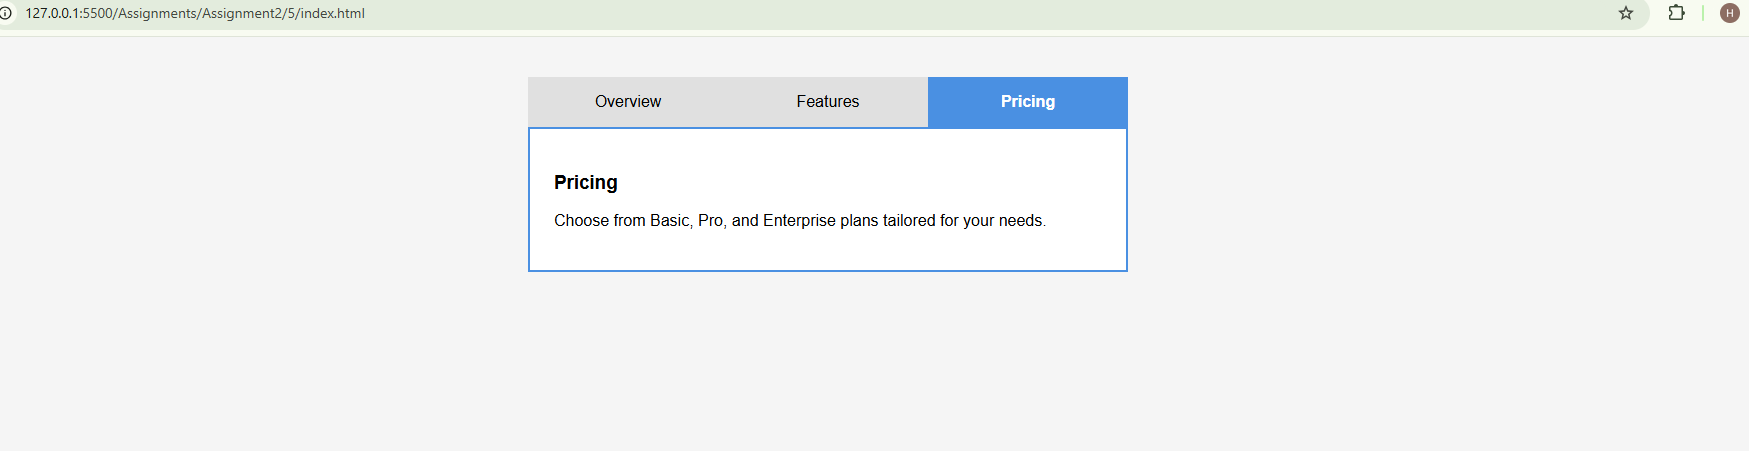 127.0.0.1:5500/Assignments/Assignment2/5/index.html
H
Overview Features Pricing
Pricing
Choose from Basic, Pro, and Enterprise plans tailored for your needs.